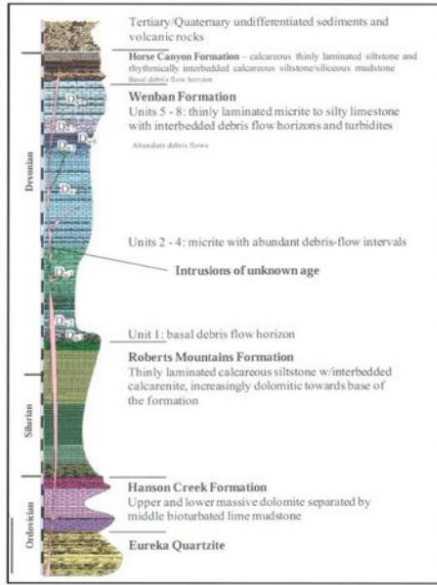 Tertiary/Quaternary undifferentiated sediments and
volcanic rocks
Horse Canyon Formation – calcareous thinly laminated siltstone and
rhythmically interbedded calcareous siltstone/siliceous mudstone
Basal debris flow horizon
Wenban Formation
Units 5 - 8: thinly laminated micrite to silty limestone
with interbedded debris flow horizons and turbidites
Abundant debris flows
Units 2 - 4: micrite with abundant debris-flow intervals
Intrusions of unknown age
Unit 1: basal debris flow horizon
Roberts Mountains Formation
Thinly laminated calcareous siltstone w/interbedded
calcarenite, increasingly dolomitic towards base
of the formation
Hanson Creek Formation
Upper and lower massive dolomite separated by
middle bioturbated lime mudstone
Eureka Quartzite
Devonian
Silurian
Ordovician